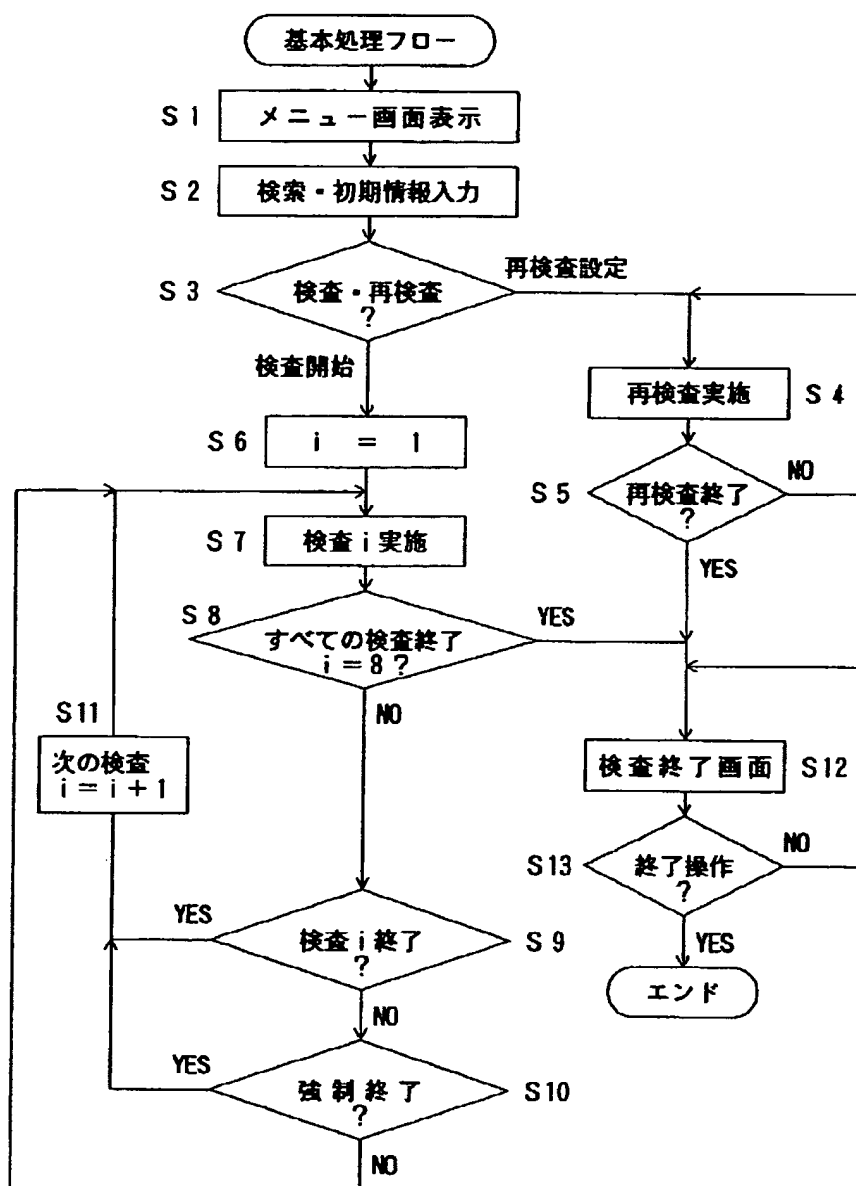 基本処理フロー
S1
メニュー画面表示
S2
検索・初期情報入力
S3
検査・再検査
?
再検査設定
検査開始
再検査実施
S4
S6
i = 1
S5
再検査終了
?
NO
YES
S7
検査i実施
S8
すべての検査終了
i=8?
YES
NO
S11
次の検査
i=i+1
検査終了画面
S12
S13
終了操作
?
NO
YES
エンド
YES
検査i終了
?
S9
NO
YES
強制終了
?
S10
NO